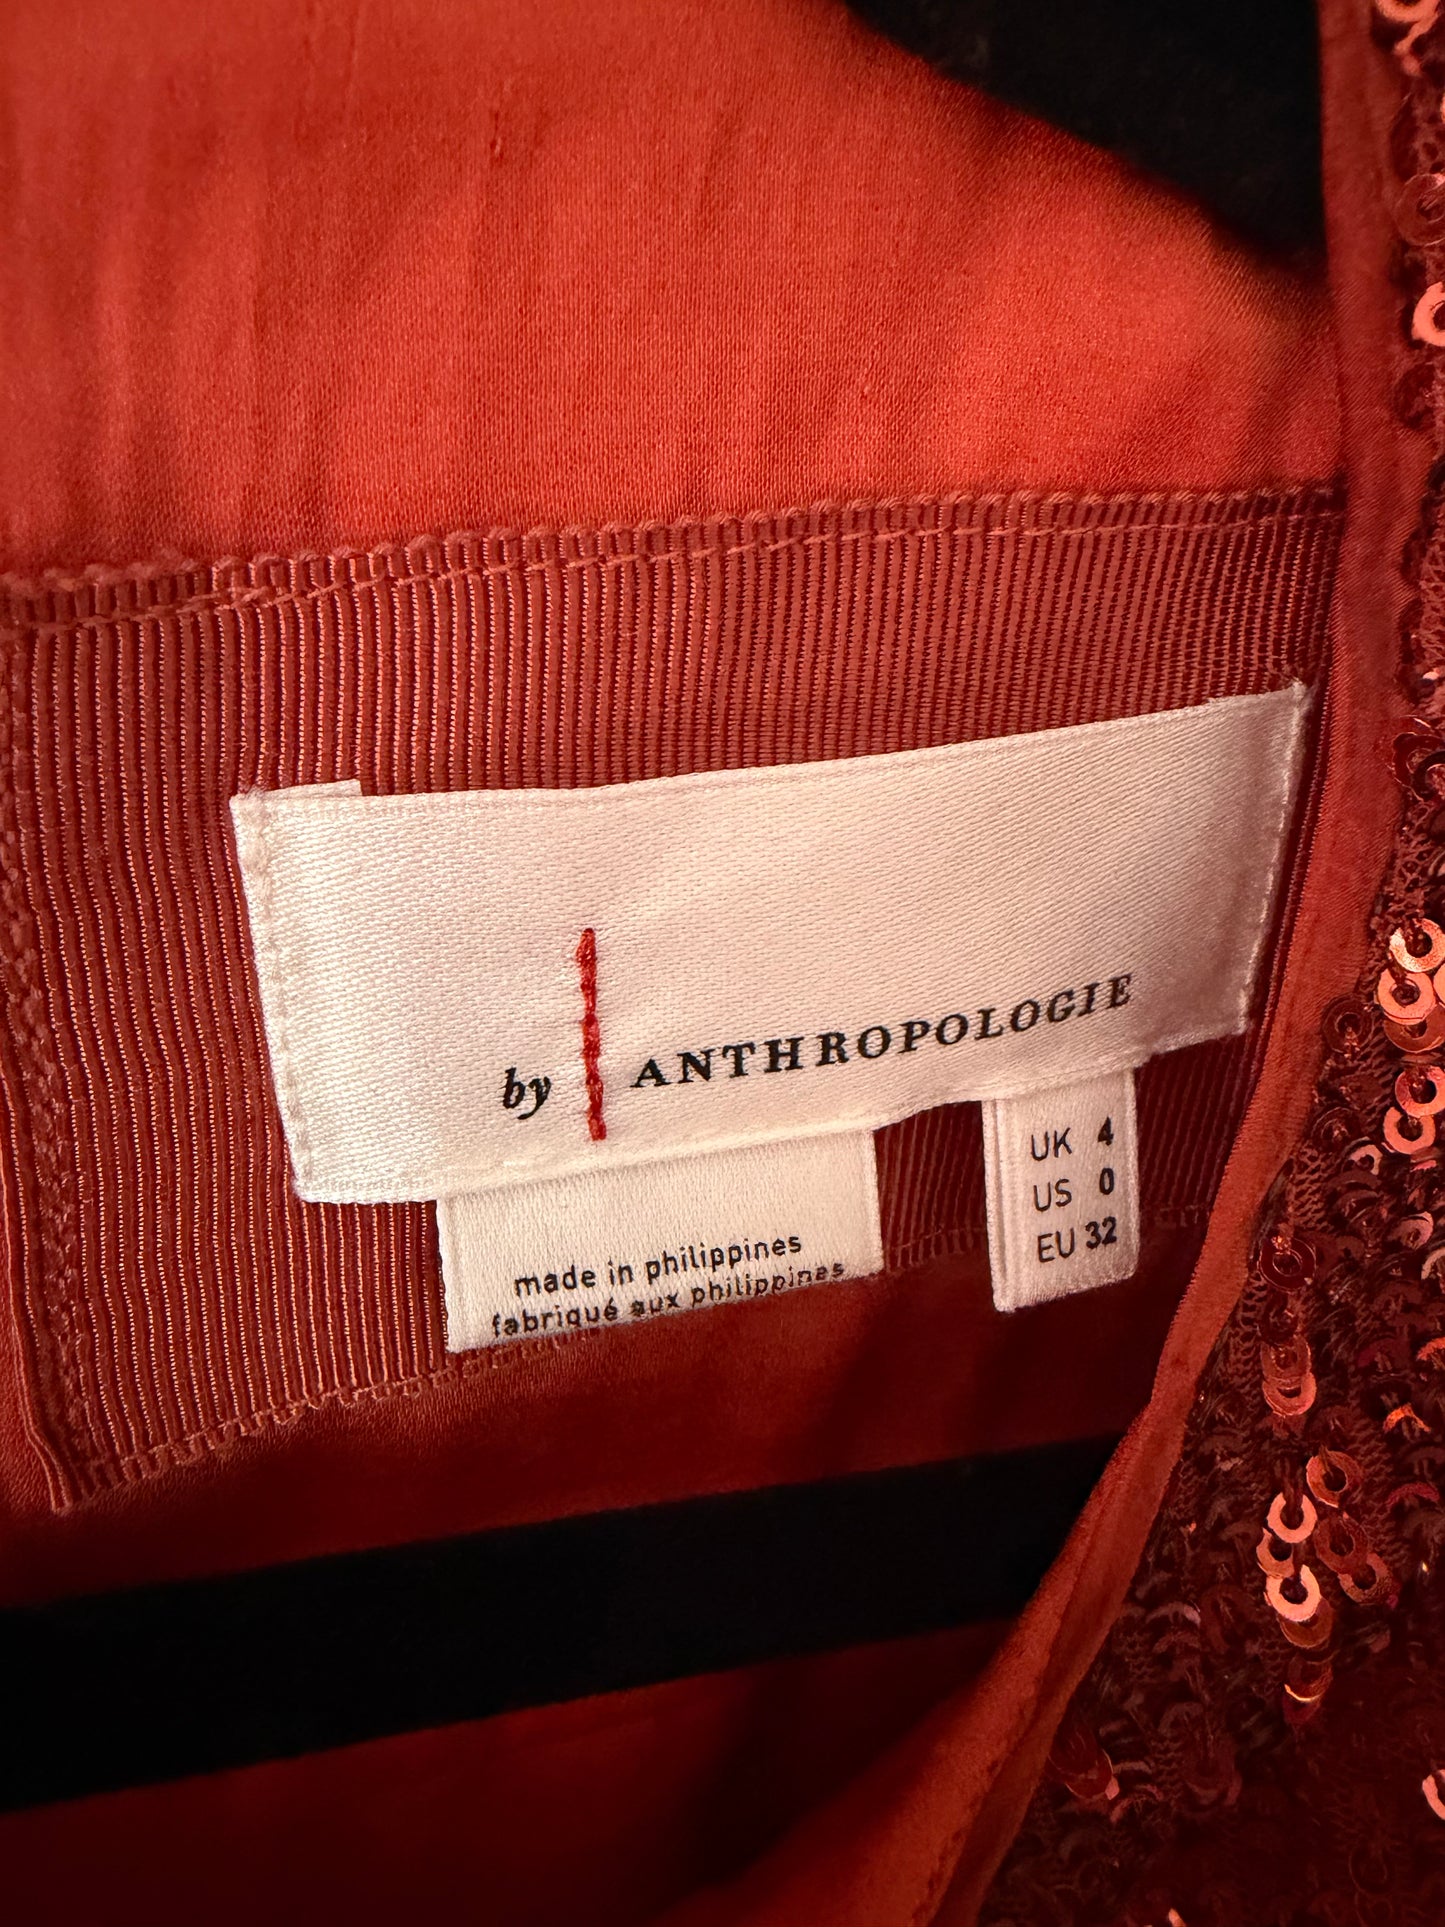 by ANTHROPOLOGIE
made in philippines
fabriqué aux philippines
UK 4
US 0
EU 32